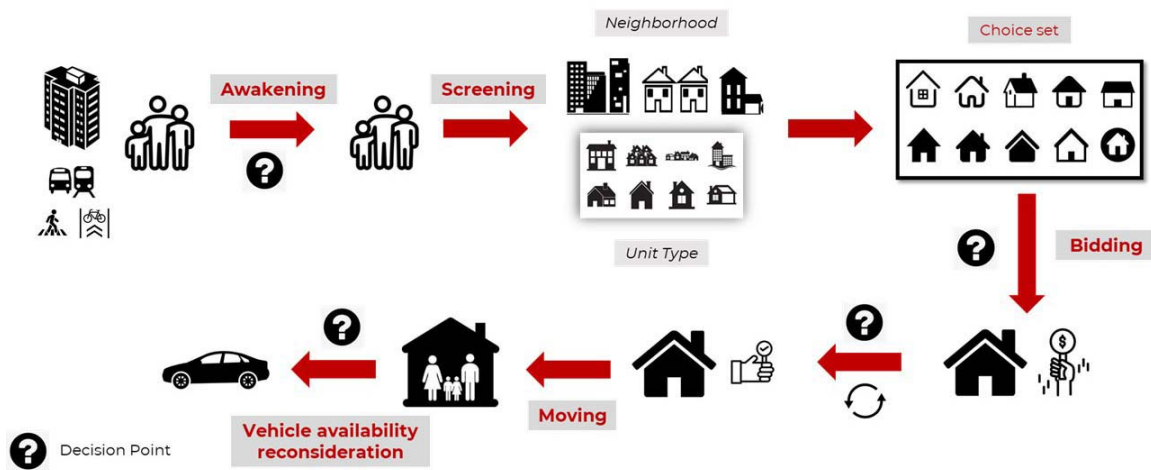 Neighborhood
Choice set
Awakening
Screening
?
Unit Type
?
Bidding
$
?
?
Moving
Vehicle availability
reconsideration
? Decision Point